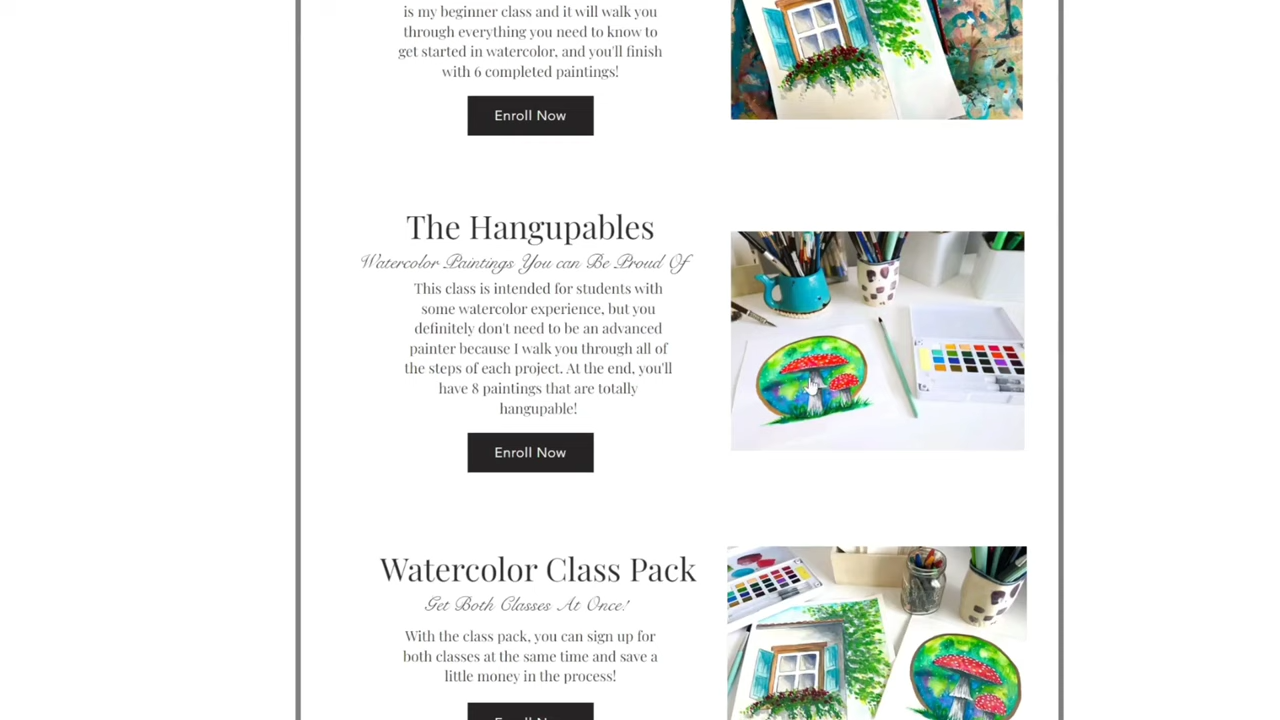 is my beginner class and it will walk you
through everything you need to know to
get started in watercolor, and you'll finish
with 6 completed paintings!
Enroll Now
The Hangupables
Watercolor Paintings You can Be Proud Of
This class is intended for students with
some watercolor experience, but you
definitely don't need to be an advanced
painter because I walk you through all of
the steps of each project. At the end, you'll
have 8 paintings that are totally
hangupable!
Enroll Now
Watercolor Class Pack
Get Both Classes At Once!
With the class pack, you can sign up for
both classes at the same time and save a
little money in the process!
Enroll Now